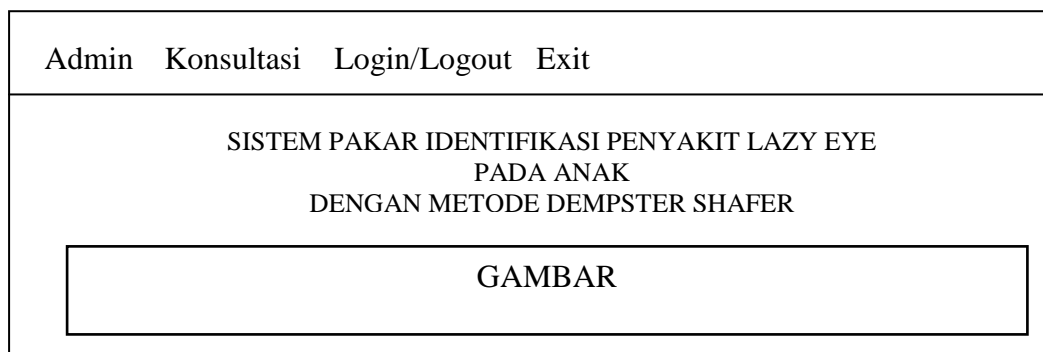 Admin Konsultasi Login/Logout Exit
SISTEM PAKAR IDENTIFIKASI PENYAKIT LAZY EYE
PADA ANAK
DENGAN METODE DEMPSTER SHAFER
GAMBAR